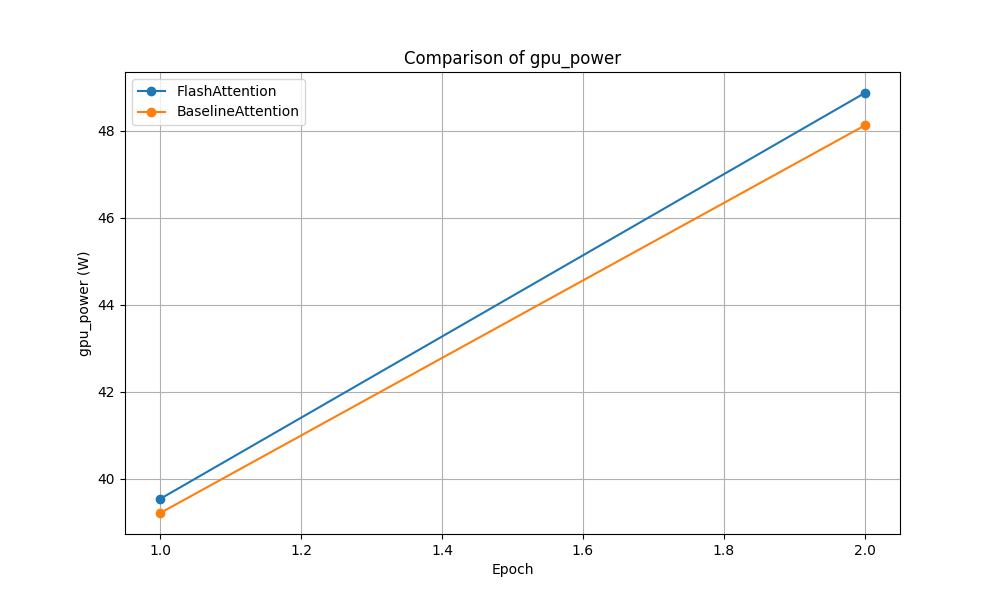 Comparison of gpu_power
FlashAttention
BaselineAttention
48
46
44
42
40
gpu_power (W)
1.0 1.2 1.4 1.6 1.8 2.0
Epoch